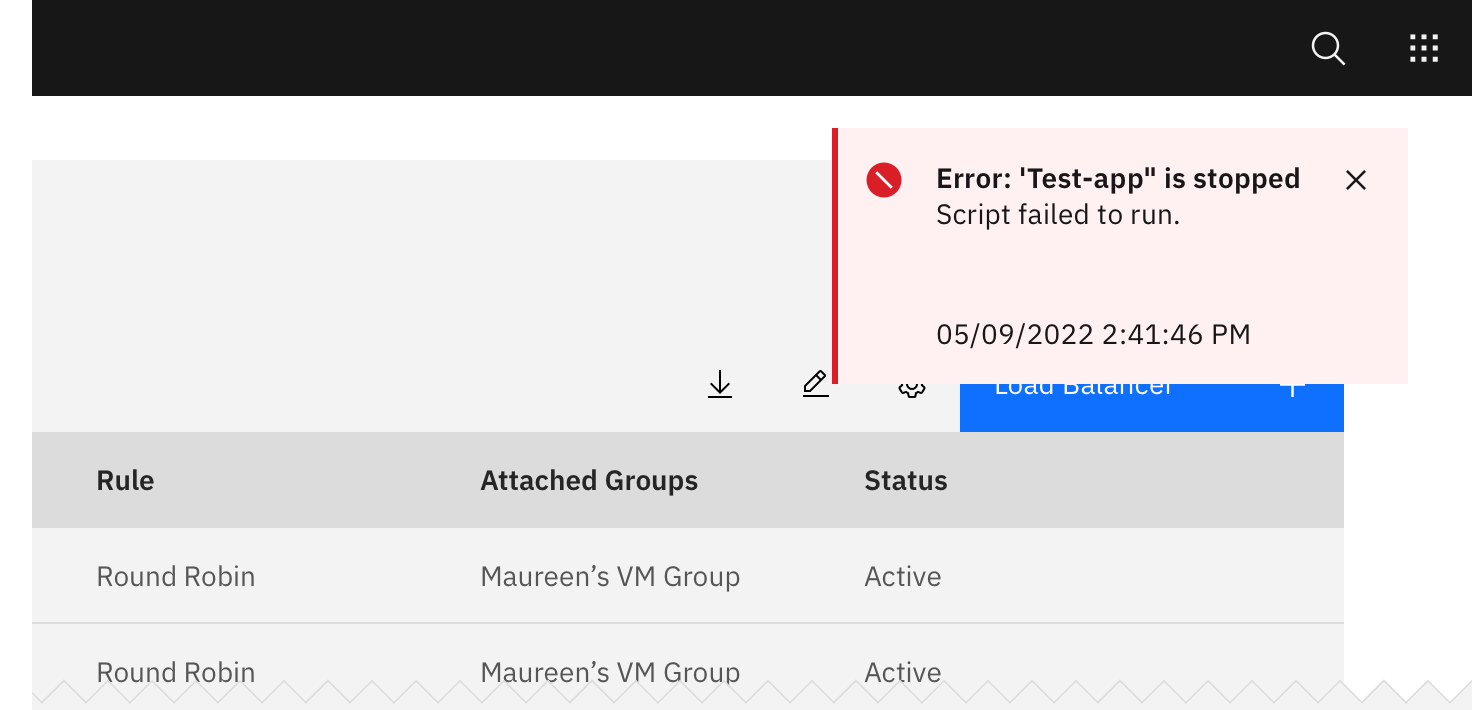 Error: 'Test-app" is stopped
Script failed to run.
05/09/2022 2:41:46 PM
Load Balancer
Rule Attached Groups Status
Round Robin Maureen’s VM Group Active
Round Robin Maureen’s VM Group Active